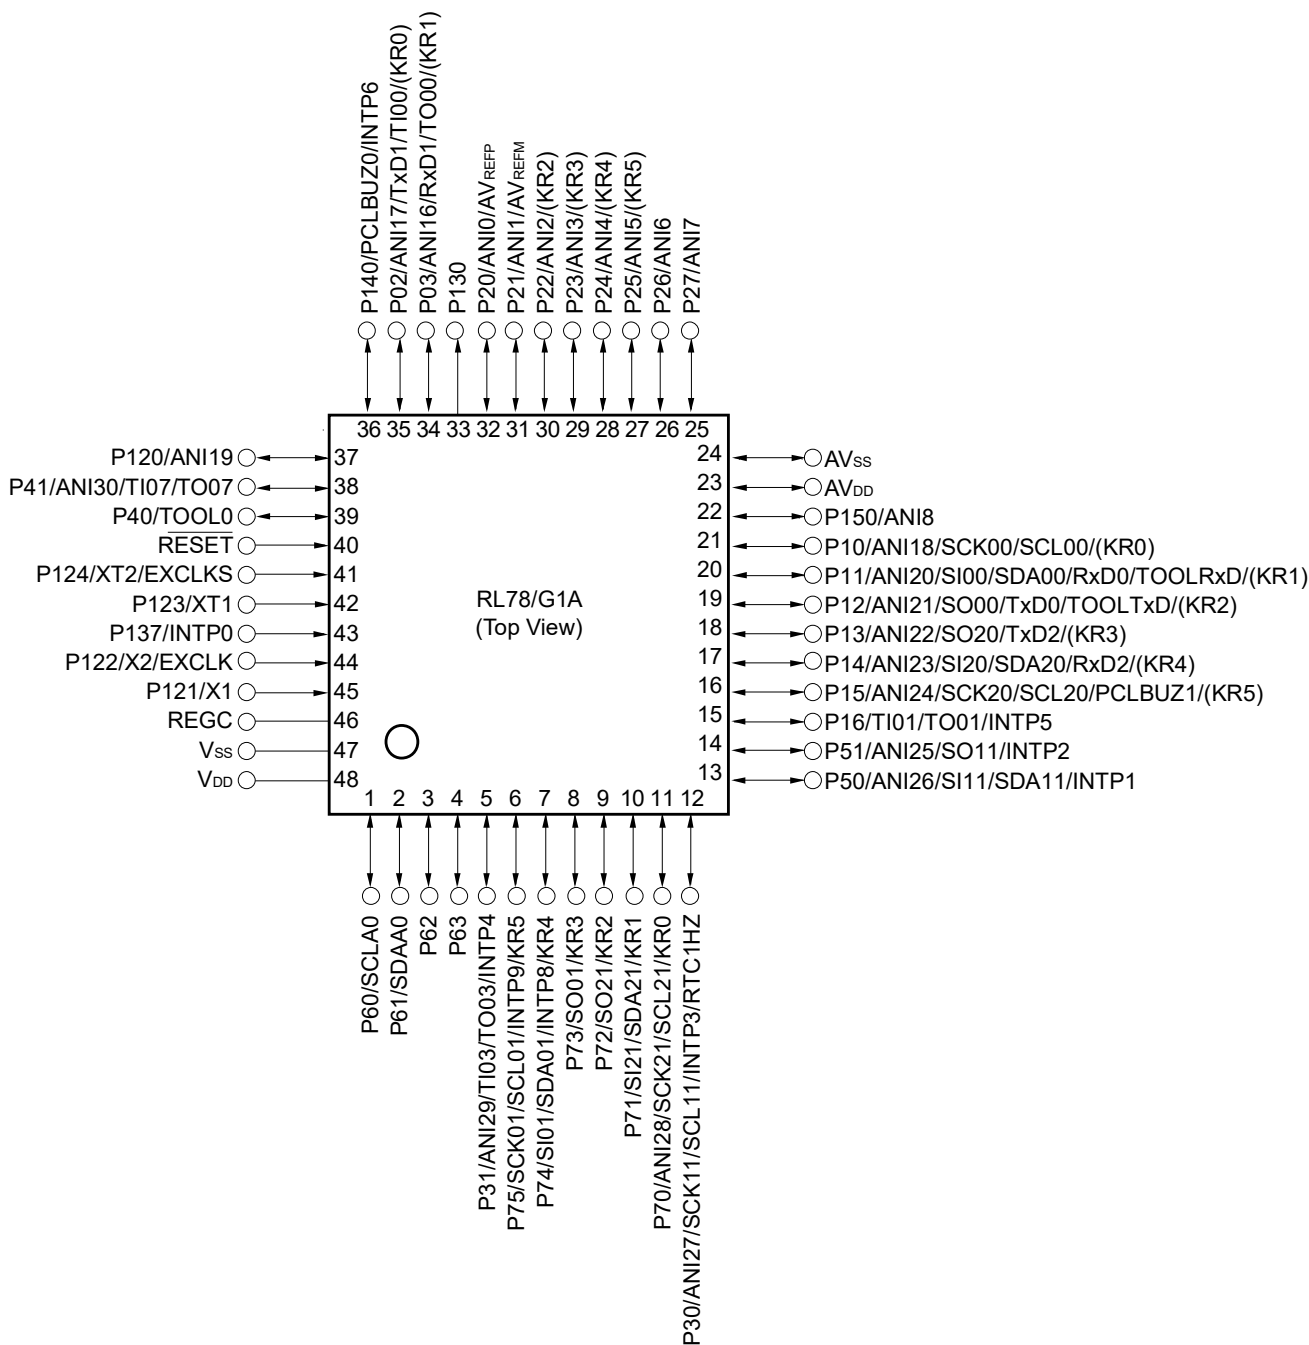 P140/PCLBUZ0/INTP6
P02/ANI17/TxD1/TI00/(KR0)
P03/ANI16/RxD1/TO00/(KR1)
P130
P20/ANI0/AVREFP
P21/ANI1/AVREFM
P22/ANI2/(KR2)
P23/ANI3/(KR3)
P24/ANI4/(KR4)
P25/ANI5/(KR5)
P26/ANI6
P27/ANI7
36 35 34 33 32 31 30 29 28 27 26 25
P120/ANI19 37
P41/ANI30/TI07/TO07 38
P40/TOOL0 39
RESET 40
P124/XT2/EXCLKS 41
P123/XT1 42
P137/INTP0 43
P122/X2/EXCLK 44
P121/X1 45
REGC 46
VSS 47
VDD 48
RL78/G1A
(Top View)
24 AVSS
23 AVDD
22 P150/ANI8
21 P10/ANI18/SCK00/SCL00/(KR0)
20 P11/ANI20/SI00/SDA00/RxD0/TOOLRxD/(KR1)
19 P12/ANI21/SO00/TxD0/TOOLTxD/(KR2)
18 P13/ANI22/SO20/TxD2/(KR3)
17 P14/ANI23/SI20/SDA20/RxD2/(KR4)
16 P15/ANI24/SCK20/SCL20/PCLBUZ1/(KR5)
15 P16/TI01/TO01/INTP5
14 P51/ANI25/SO11/INTP2
13 P50/ANI26/SI11/SDA11/INTP1
1 2 3 4 5 6 7 8 9 10 11 12
P60/SCLA0
P61/SDAA0
P62
P63
P31/ANI29/TI03/TO03/INTP4
P75/SCK01/SCL01/INTP9/KR5
P74/SI01/SDA01/INTP8/KR4
P73/SO01/KR3
P72/SO21/KR2
P71/SI21/SDA21/KR1
P70/ANI28/SCK21/SCL21/KR0
P30/ANI27/SCK11/SCL11/INTP3/RTC1HZ